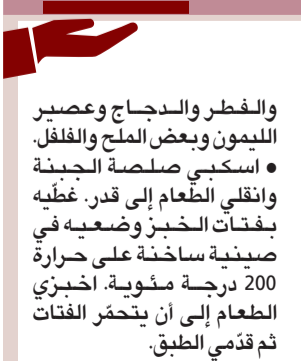 والفطر والدجاج وعصير
الليمون وبعض الملح والفلفل.
• اسكبي صلصة الجبنة
وانقلي الطعام إلى قدر. غطّيه
بفتات الخبز وضعيه في
صينية ساخنة على حرارة
200 درجة مئوية. اخبزي
الطعام إلى أن يتحمّر الفتات
ثم قدّمي الطبق.